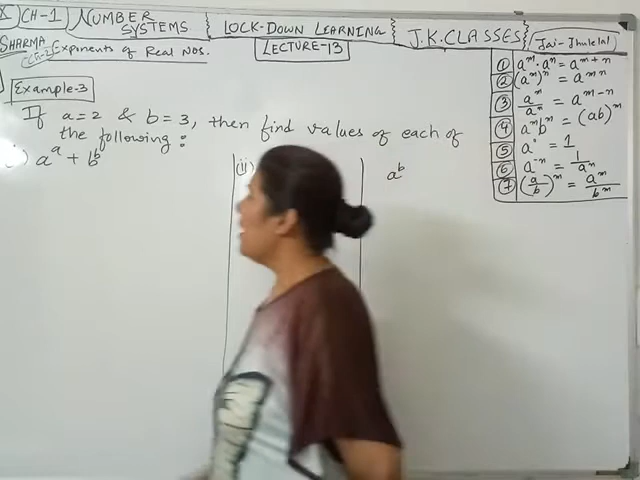 CH-1 NUMBER SYSTEMS LOCK-DOWN LEARNING J.K.CLASSES Jai-Jhulelal
SHARMA Exponents of Real Nos. LECTURE-13
Example-3
If a=2 & b=3, then find values of each of
the following:
a^a + b^b
(ii)
a^b
① a^m·a^n = a^{m+n}
② (a^m)^n = a^{mn}
③ a^m/a^n = a^{m-n}
④ a^m b^m = (ab)^m
⑤ a^0 = 1
⑥ a^{-n} = 1/a^n
⑦ (a/b)^m = a^m/b^m